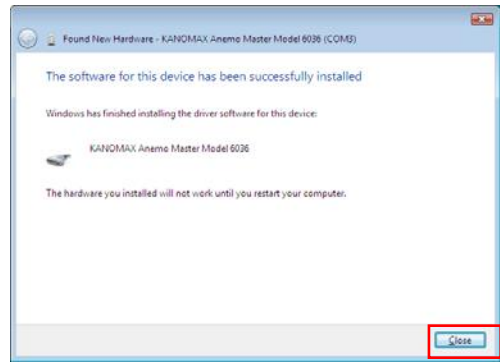 Found New Hardware - KANOMAX Anemo Master Model 6036 (COM3)
The software for this device has been successfully installed
Windows has finished installing the driver software for this device:
KANOMAX Anemo Master Model 6036
The hardware you installed will not work until you restart your computer.
Close